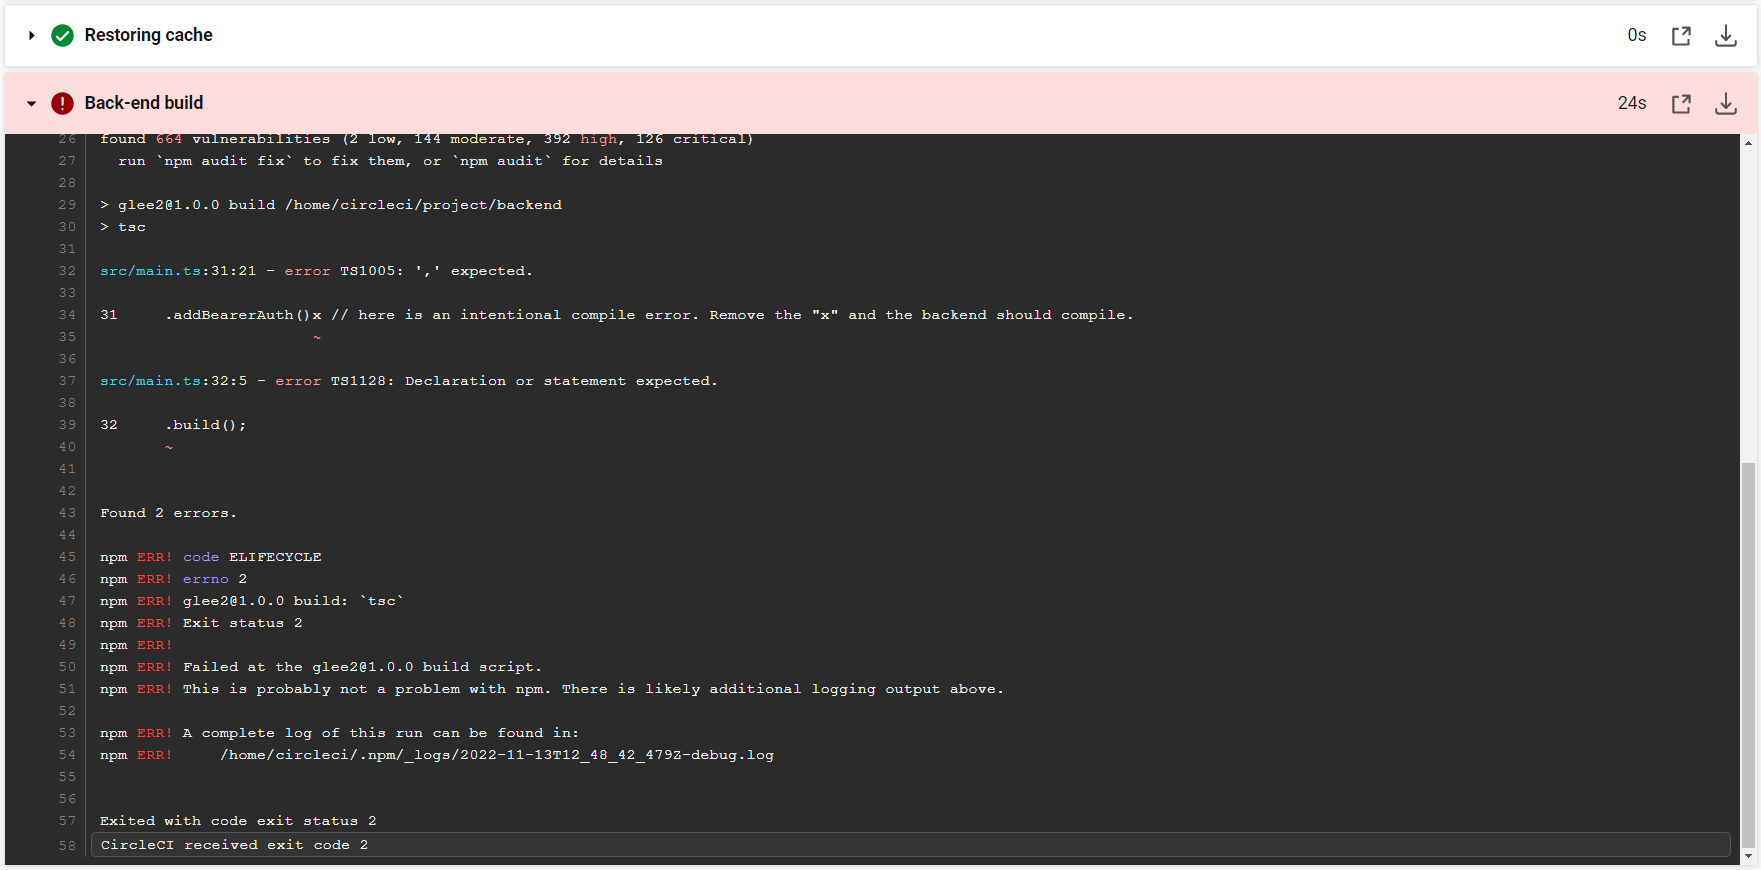 Restoring cache 0s
Back-end build 24s
26 found 664 vulnerabilities (2 low, 144 moderate, 392 high, 126 critical)
27   run `npm audit fix` to fix them, or `npm audit` for details
28
29 > glee2@1.0.0 build /home/circleci/project/backend
30 > tsc
31
32 src/main.ts:31:21 - error TS1005: ',' expected.
33
34 31     .addBearerAuth()x // here is an intentional compile error. Remove the "x" and the backend should compile.
35                        ~
36
37 src/main.ts:32:5 - error TS1128: Declaration or statement expected.
38
39 32     .build();
40        ~
41
42
43 Found 2 errors.
44
45 npm ERR! code ELIFECYCLE
46 npm ERR! errno 2
47 npm ERR! glee2@1.0.0 build: `tsc`
48 npm ERR! Exit status 2
49 npm ERR!
50 npm ERR! Failed at the glee2@1.0.0 build script.
51 npm ERR! This is probably not a problem with npm. There is likely additional logging output above.
52
53 npm ERR! A complete log of this run can be found in:
54 npm ERR!     /home/circleci/.npm/_logs/2022-11-13T12_48_42_479Z-debug.log
55
56
57 Exited with code exit status 2
58 CircleCI received exit code 2